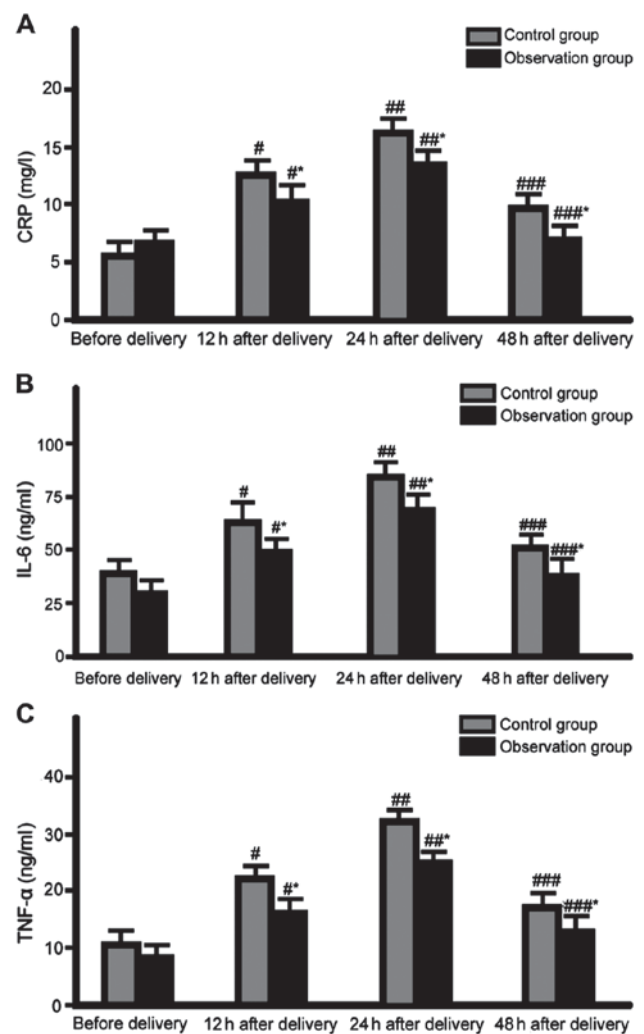 A
Control group
Observation group
CRP (mg/l)
20
15
10
5
0
#
#*
##
##*
###
###*
Before delivery 12 h after delivery 24 h after delivery 48 h after delivery
B
Control group
Observation group
IL-6 (ng/ml)
100
75
50
25
0
#
#*
##
##*
###
###*
Before delivery 12 h after delivery 24 h after delivery 48 h after delivery
C
Control group
Observation group
TNF-α (ng/ml)
40
30
20
10
0
#
#*
##
##*
###
###*
Before delivery 12 h after delivery 24 h after delivery 48 h after delivery